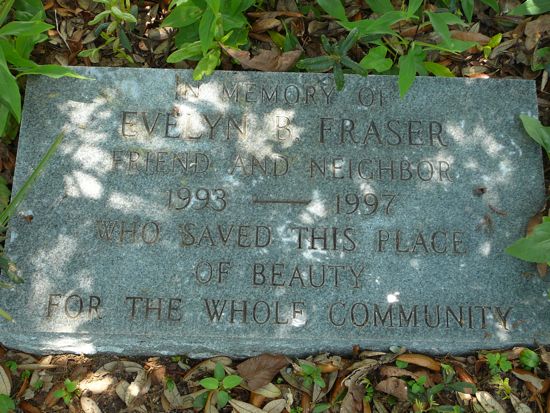 IN MEMORY OF
EVELYN B. FRASER
FRIEND AND NEIGHBOR
1993 — 1997
WHO SAVED THIS PLACE
OF BEAUTY
FOR THE WHOLE COMMUNITY